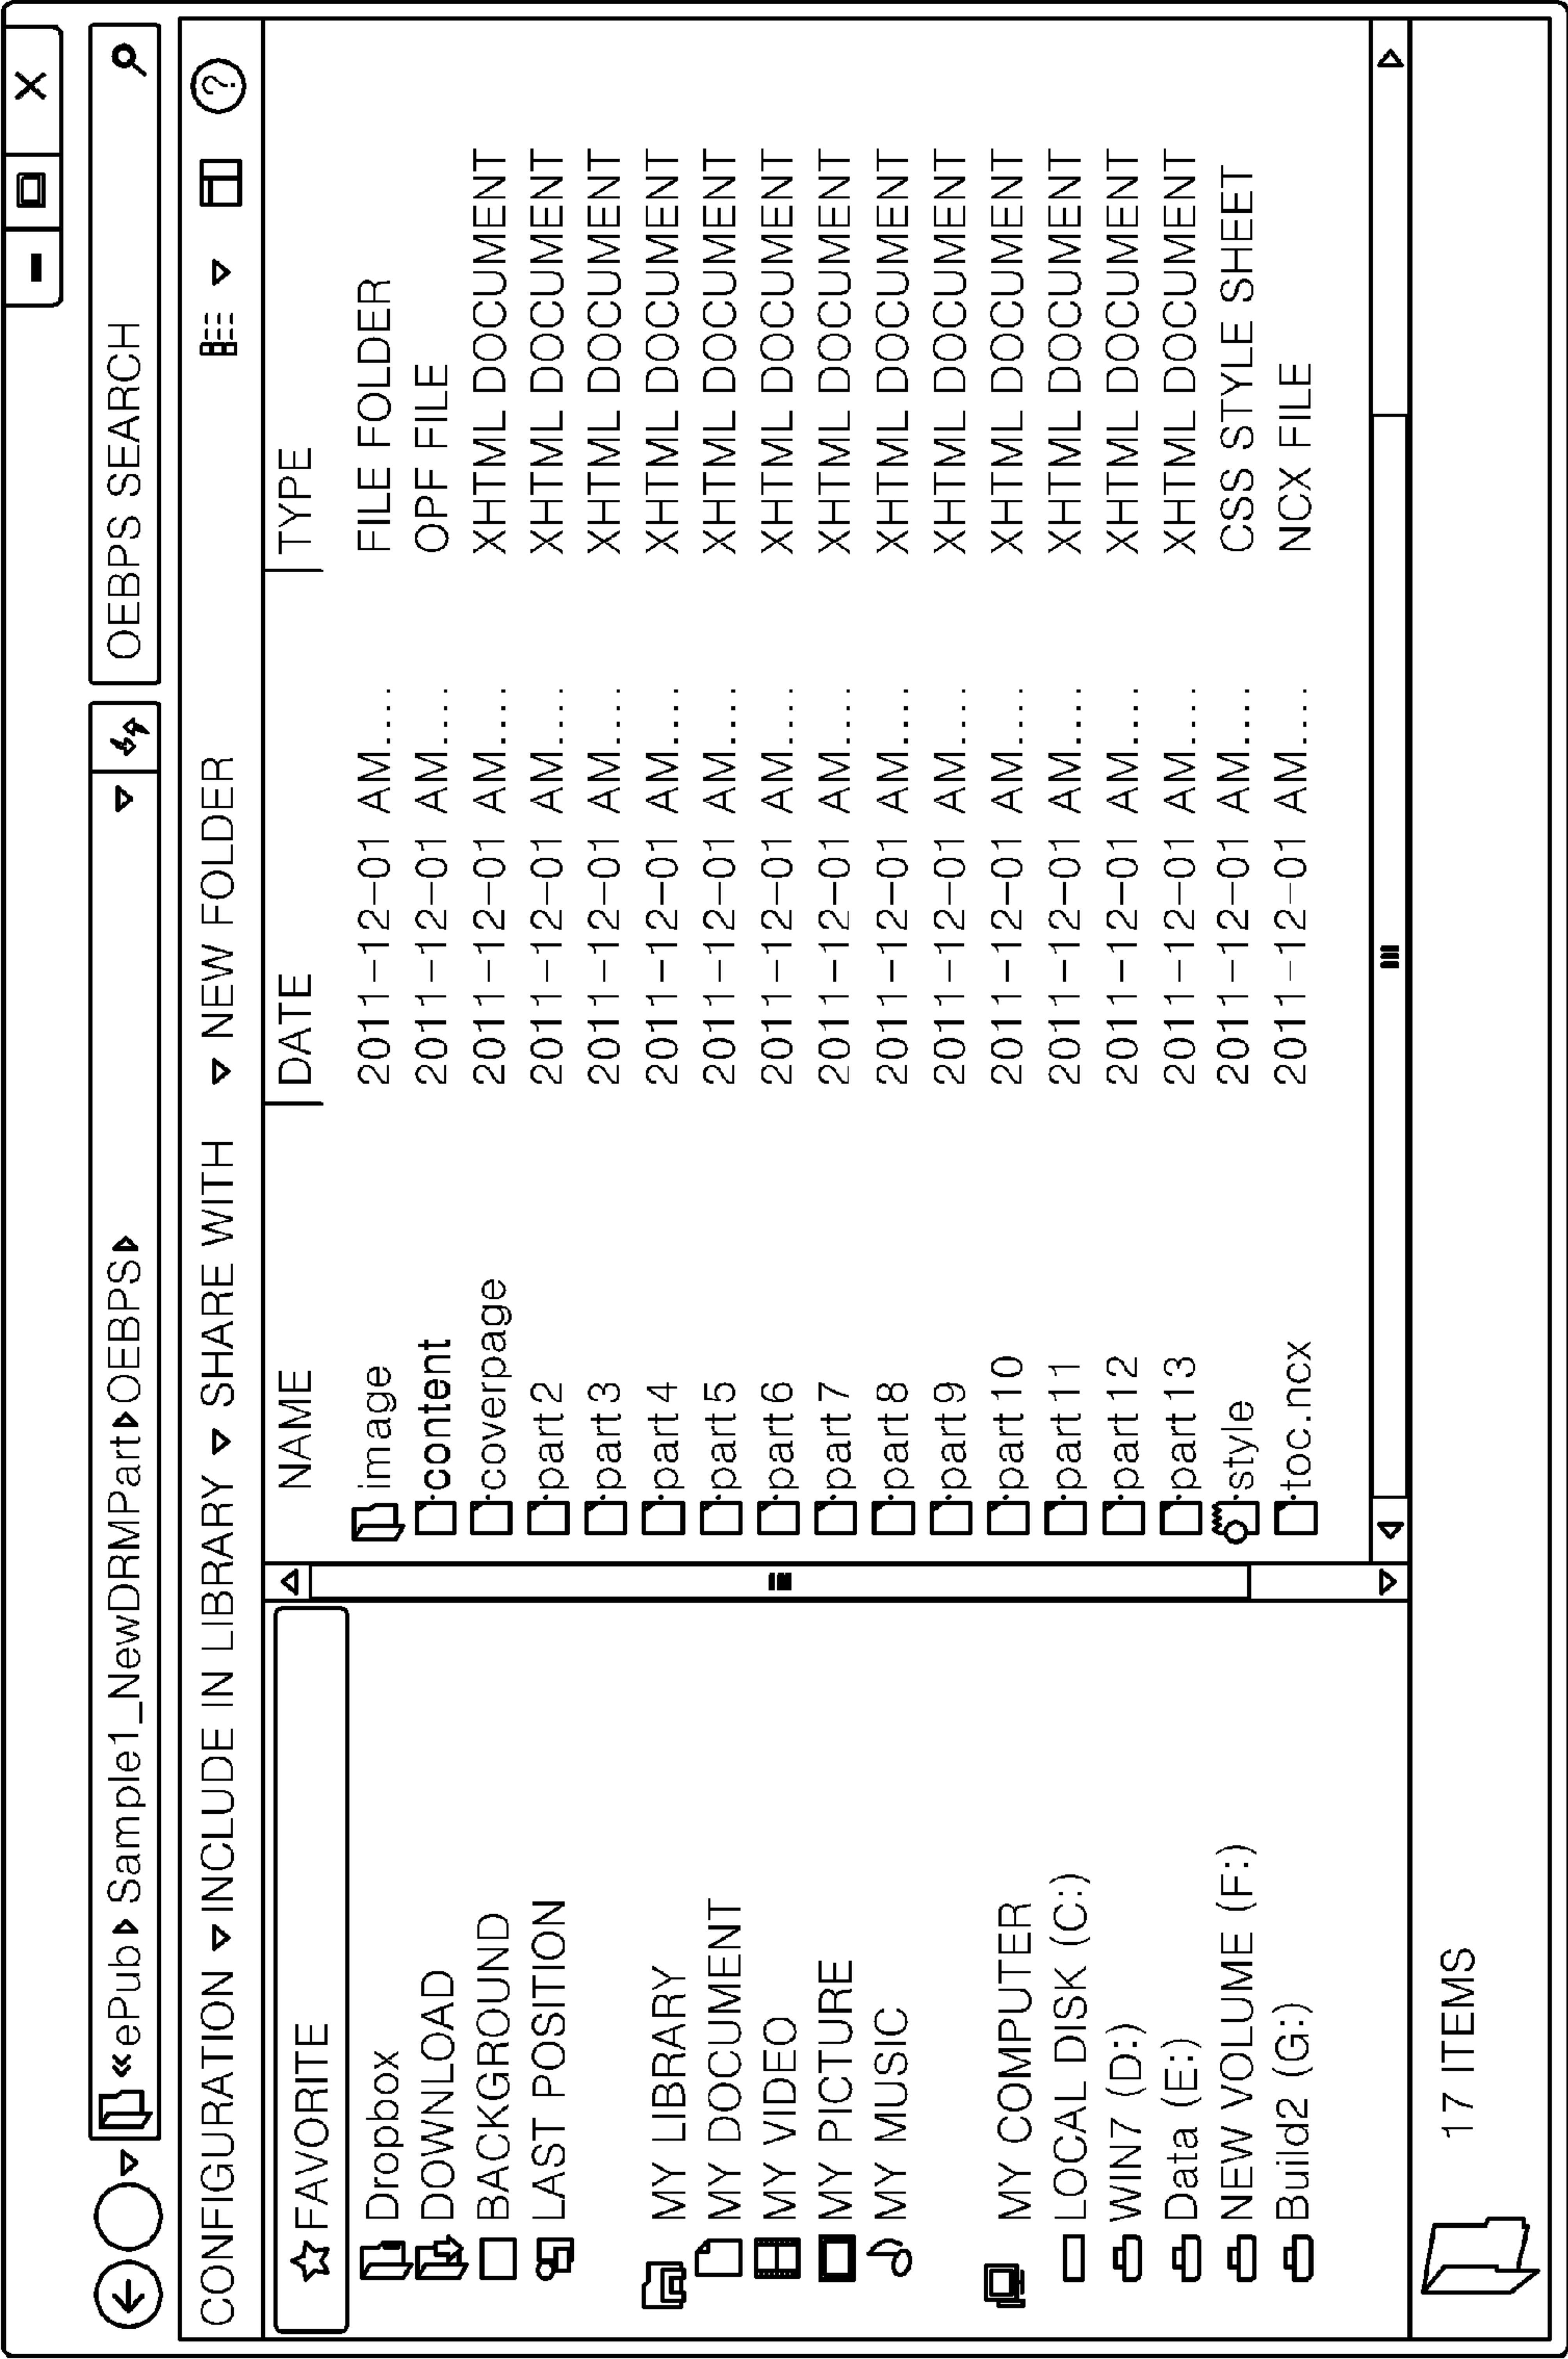 «ePub Sample1_NewDRMPart OEBPS
OEBPS SEARCH
CONFIGURATION INCLUDE IN LIBRARY SHARE WITH NEW FOLDER
?
FAVORITE
Dropbox
DOWNLOAD
BACKGROUND
LAST POSITION
MY LIBRARY
MY DOCUMENT
MY VIDEO
MY PICTURE
MY MUSIC
MY COMPUTER
LOCAL DISK (C:)
WIN7 (D:)
Data (E:)
NEW VOLUME (F:)
Build2 (G:)
NAME DATE TYPE
image 2011-12-01 AM.... FILE FOLDER
content 2011-12-01 AM.... OPF FILE
coverpage 2011-12-01 AM.... XHTML DOCUMENT
part 2 2011-12-01 AM.... XHTML DOCUMENT
part 3 2011-12-01 AM.... XHTML DOCUMENT
part 4 2011-12-01 AM.... XHTML DOCUMENT
part 5 2011-12-01 AM.... XHTML DOCUMENT
part 6 2011-12-01 AM.... XHTML DOCUMENT
part 7 2011-12-01 AM.... XHTML DOCUMENT
part 8 2011-12-01 AM.... XHTML DOCUMENT
part 9 2011-12-01 AM.... XHTML DOCUMENT
part 10 2011-12-01 AM.... XHTML DOCUMENT
part 11 2011-12-01 AM.... XHTML DOCUMENT
part 12 2011-12-01 AM.... XHTML DOCUMENT
part 13 2011-12-01 AM.... XHTML DOCUMENT
style 2011-12-01 AM.... CSS STYLE SHEET
toc.ncx 2011-12-01 AM.... NCX FILE
17 ITEMS